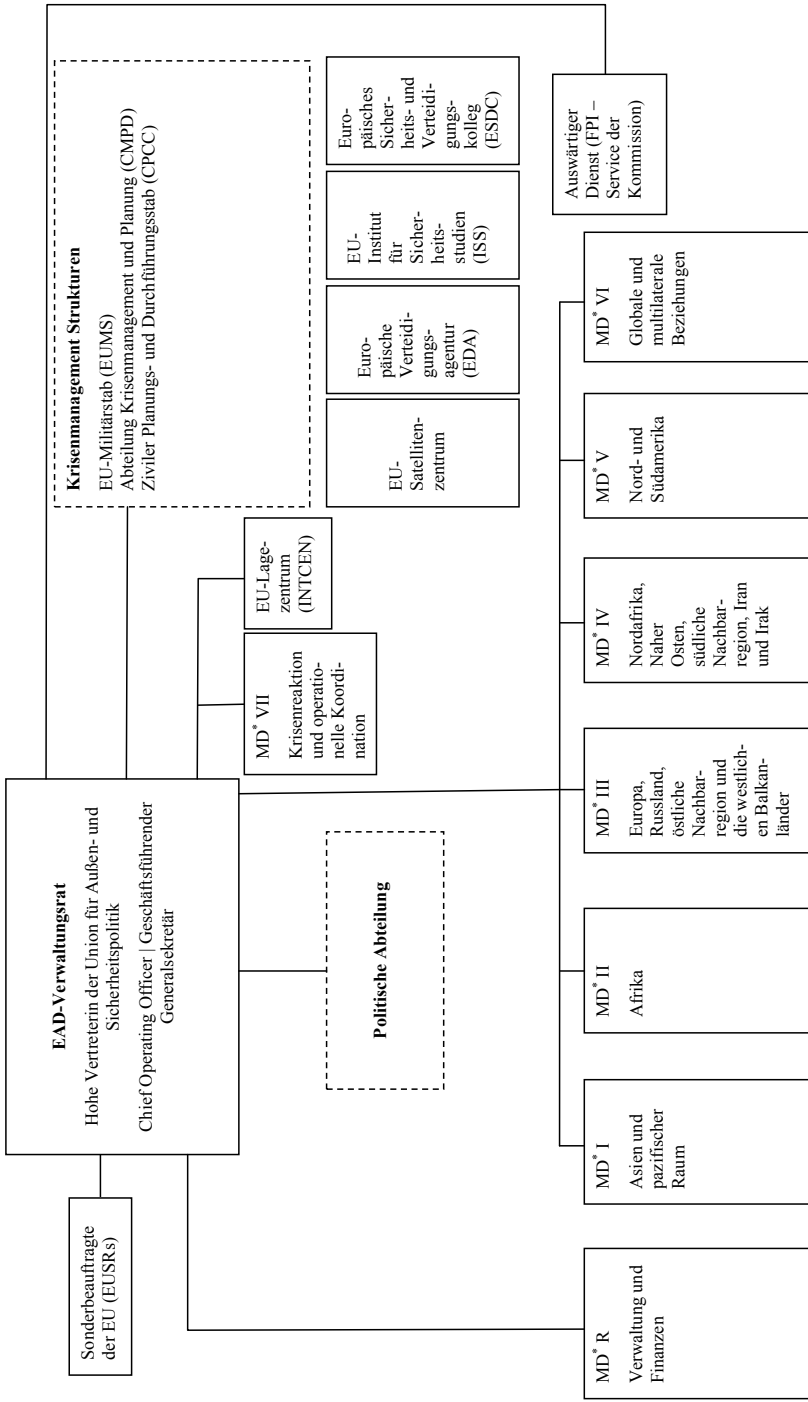 EAD-Verwaltungsrat
Hohe Vertreterin der Union für Außen- und
Sicherheitspolitik
Chief Operating Officer | Geschäftsführender
Generalsekretär
Sonderbeauftragte
der EU (EUSRs)
Krisenmanagement Strukturen
EU-Militärstab (EUMS)
Abteilung Krisenmanagement und Planung (CMPD)
Ziviler Planungs- und Durchführungsstab (CPCC)
EU-Lage-
zentrum
(INTCEN)
MD* VII
Krisenreaktion
und operatio-
nelle Koordi-
nation
EU-
Satelliten-
zentrum
Euro-
päische
Verteidi-
gungs-
agentur
(EDA)
EU-
Institut
für
Sicher-
heits-
studien
(ISS)
Euro-
päisches
Sicher-
heits- und
Verteidi-
gungs-
kolleg
(ESDC)
Politische Abteilung
Auswärtiger
Dienst (FPI –
Service der
Kommission)
MD* R
Verwaltung und
Finanzen
MD* I
Asien und
pazifischer
Raum
MD* II
Afrika
MD* III
Europa,
Russland,
östliche
Nachbar-
region und
die westlich-
en Balkan-
länder
MD* IV
Nordafrika,
Naher
Osten,
südliche
Nachbar-
region, Iran
und Irak
MD* V
Nord- und
Südamerika
MD* VI
Globale und
multilaterale
Beziehungen